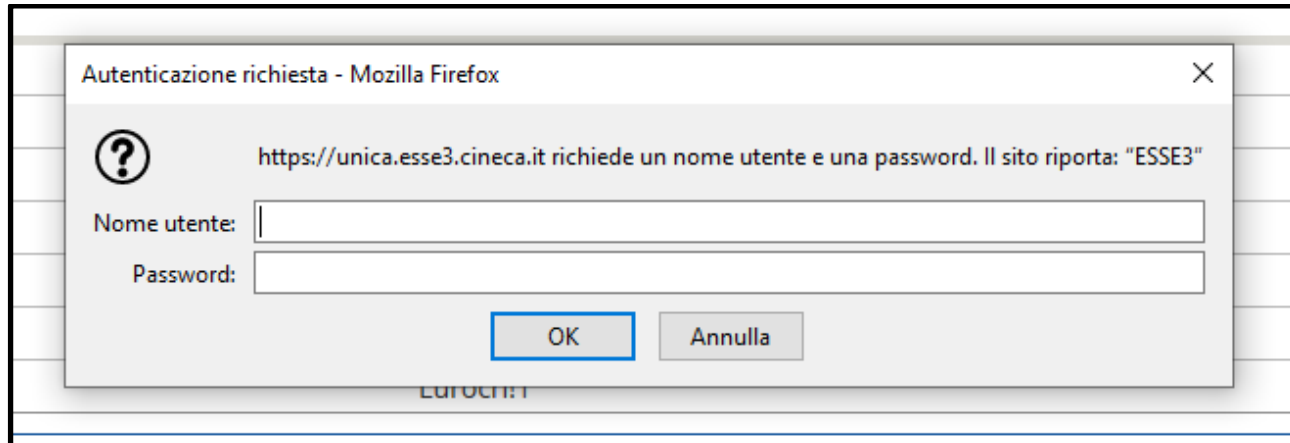 Autenticazione richiesta - Mozilla Firefox
https://unica.esse3.cineca.it richiede un nome utente e una password. Il sito riporta: “ESSE3”
Nome utente:
Password:
OK Annulla